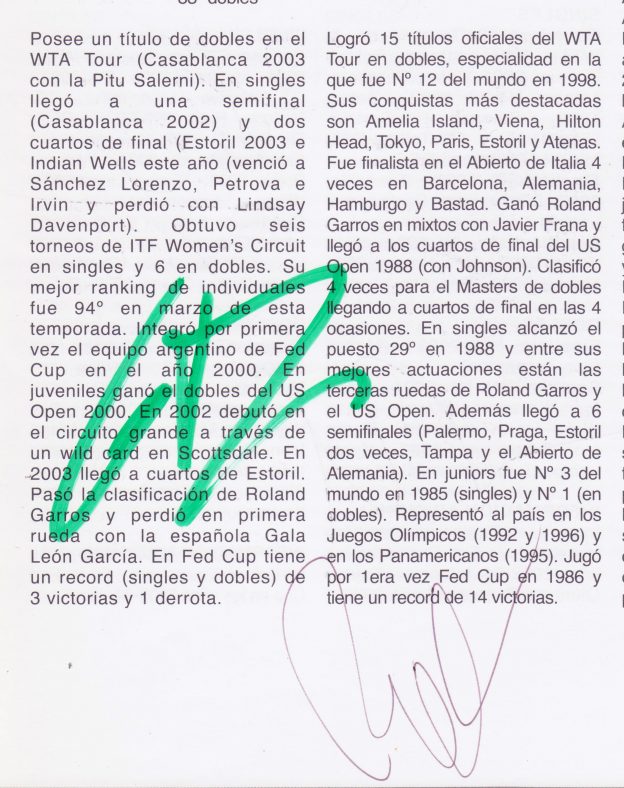 dobles
Posee un título de dobles en el
WTA Tour (Casablanca 2003
con la Pitu Salerni). En singles
llegó a una semifinal
(Casablanca 2002) y dos
cuartos de final (Estoril 2003 e
Indian Wells este año (venció a
Sánchez Lorenzo, Petrova e
Irvin y perdió con Lindsay
Davenport). Obtuvo seis
torneos de ITF Women's Circuit
en singles y 6 en dobles. Su
mejor ranking de individuales
fue 94º en marzo de esta
temporada. Integró por primera
vez el equipo argentino de Fed
Cup en el año 2000. En
juveniles ganó el dobles del US
Open 2000. En 2002 debutó en
el circuito grande a través de
un wild card en Scottsdale. En
2003 llegó a cuartos de Estoril.
Pasó la clasificación de Roland
Garros y perdió en primera
rueda con la española Gala
León García. En Fed Cup tiene
un record (singles y dobles) de
3 victorias y 1 derrota.
Logró 15 títulos oficiales del WTA
Tour en dobles, especialidad en la
que fue Nº 12 del mundo en 1998.
Sus conquistas más destacadas
son Amelia Island, Viena, Hilton
Head, Tokyo, Paris, Estoril y Atenas.
Fue finalista en el Abierto de Italia 4
veces en Barcelona, Alemania,
Hamburgo y Bastad. Ganó Roland
Garros en mixtos con Javier Frana y
llegó a los cuartos de final del US
Open 1988 (con Johnson). Clasificó
4 veces para el Masters de dobles
llegando a cuartos de final en las 4
ocasiones. En singles alcanzó el
puesto 29º en 1988 y entre sus
mejores actuaciones están las
terceras ruedas de Roland Garros y
el US Open. Además llegó a 6
semifinales (Palermo, Praga, Estoril
dos veces, Tampa y el Abierto de
Alemania). En juniors fue Nº 3 del
mundo en 1985 (singles) y Nº 1 (en
dobles). Representó al país en los
Juegos Olímpicos (1992 y 1996) y
en los Panamericanos (1995). Jugó
por 1era vez Fed Cup en 1986 y
tiene un record de 14 victorias.